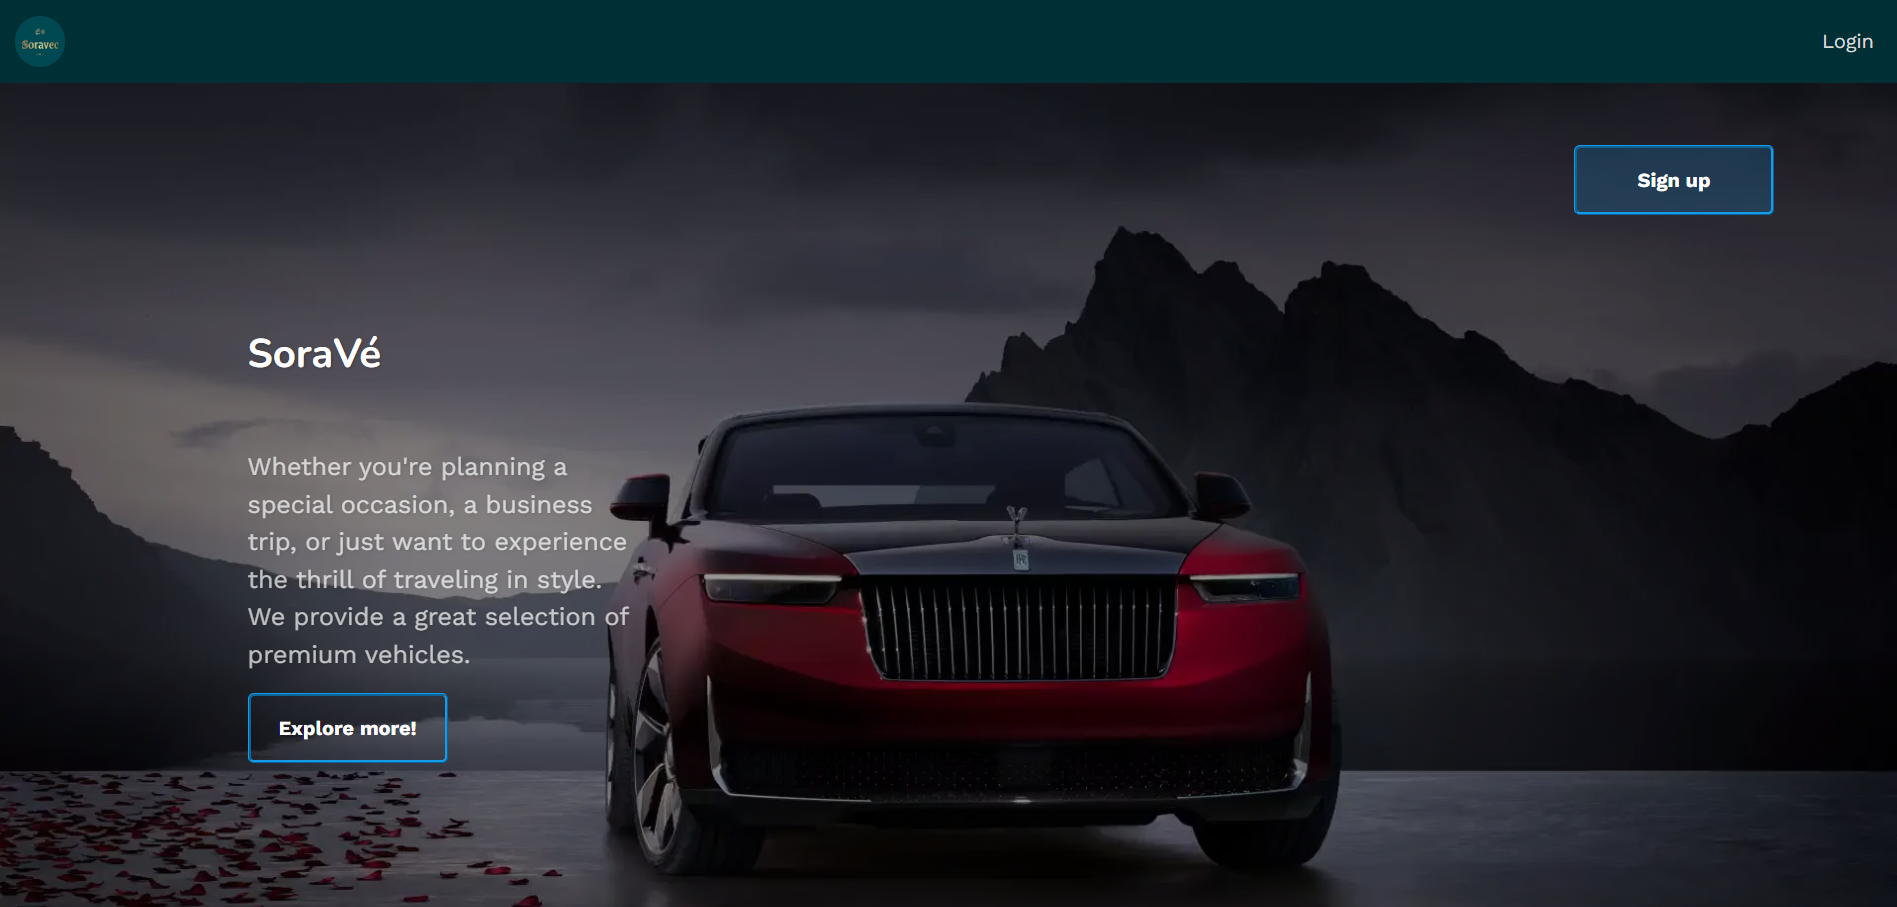 Soravec
Login
Sign up
SoraVé
Whether you're planning a
special occasion, a business
trip, or just want to experience
the thrill of traveling in style.
We provide a great selection of
premium vehicles.
Explore more!